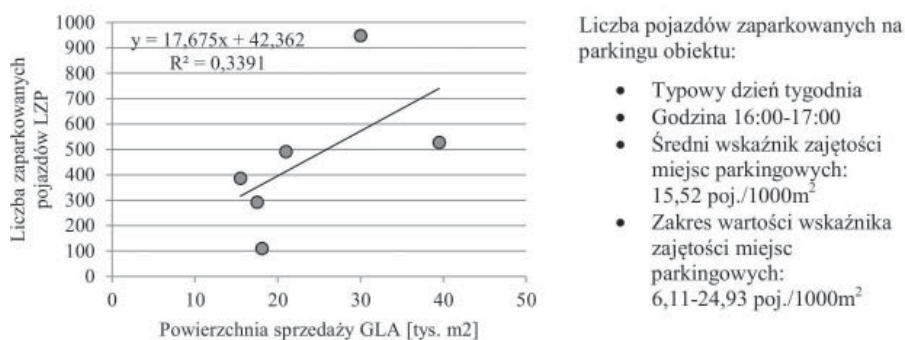 Liczba zaparkowanych
pojazdów LZP
1000
900
800
700
600
500
400
300
200
100
0
y = 17,675x + 42,362
R² = 0,3391
0 10 20 30 40 50
Powierzchnia sprzedaży GLA [tys. m2]
Liczba pojazdów zaparkowanych na
parkingu obiektu:
• Typowy dzień tygodnia
• Godzina 16:00-17:00
• Średni wskaźnik zajętości
miejsc parkingowych:
15,52 poj./1000m²
• Zakres wartości wskaźnika
zajętości miejsc
parkingowych:
6,11-24,93 poj./1000m²